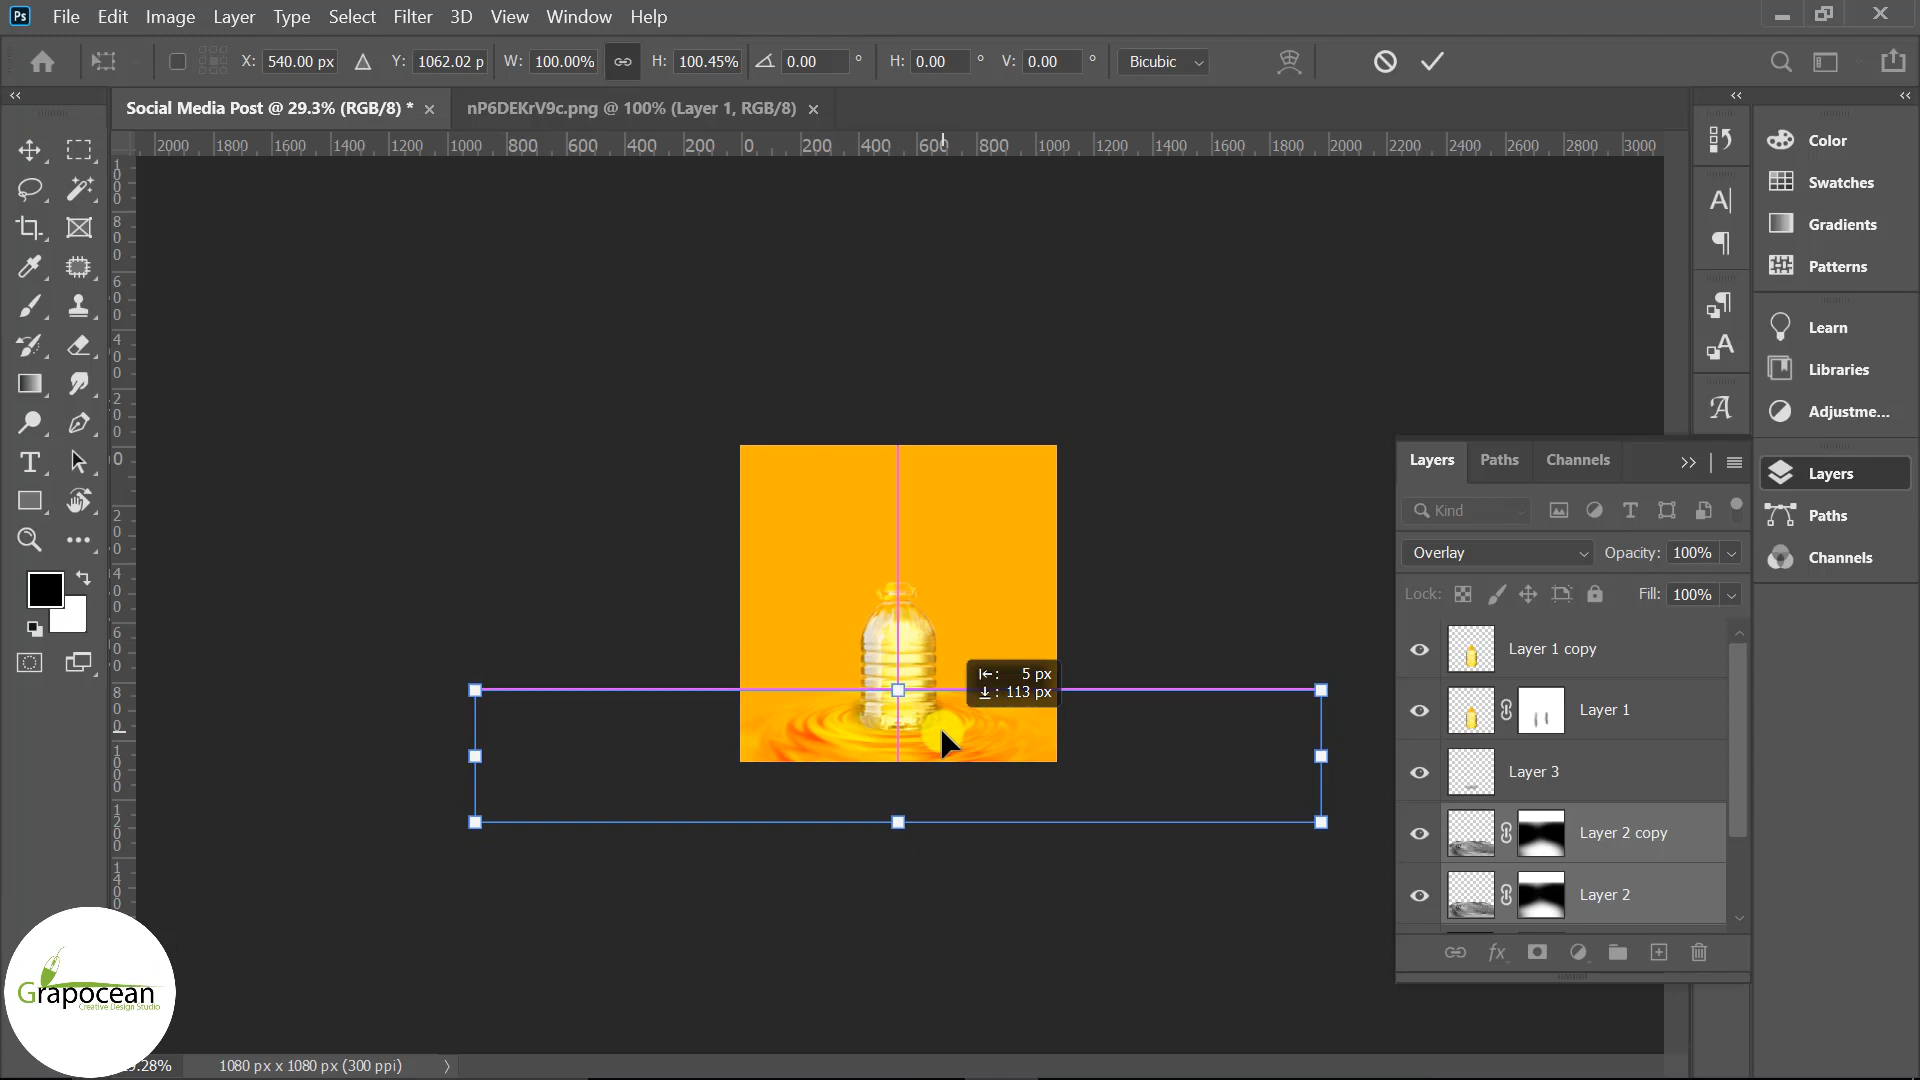 Ps File Edit Image Layer Type Select Filter 3D View Window Help
X: 540.00 px Y: 1062.02 p W: 100.00% H: 100.45% 0.00 ° H: 0.00 ° V: 0.00 ° Bicubic
Social Media Post @ 29.3% (RGB/8) * nP6DEKrV9c.png @ 100% (Layer 1, RGB/8)
2000 1800 1600 1400 1200 1000 800 600 400 200 0 200 400 600 800 1000 1200 1400 1600 1800 2000 2200 2400 2600 2800 3000
Color
Swatches
Gradients
Patterns
Learn
Libraries
Adjustme...
Layers
Paths
Channels
Layers Paths Channels
Kind
Overlay Opacity: 100%
Lock: Fill: 100%
Layer 1 copy
Layer 1
Layer 3
Layer 2 copy
Layer 2
5 px
113 px
Grapocean
Creative Design Studio
.28% 1080 px x 1080 px (300 ppi)